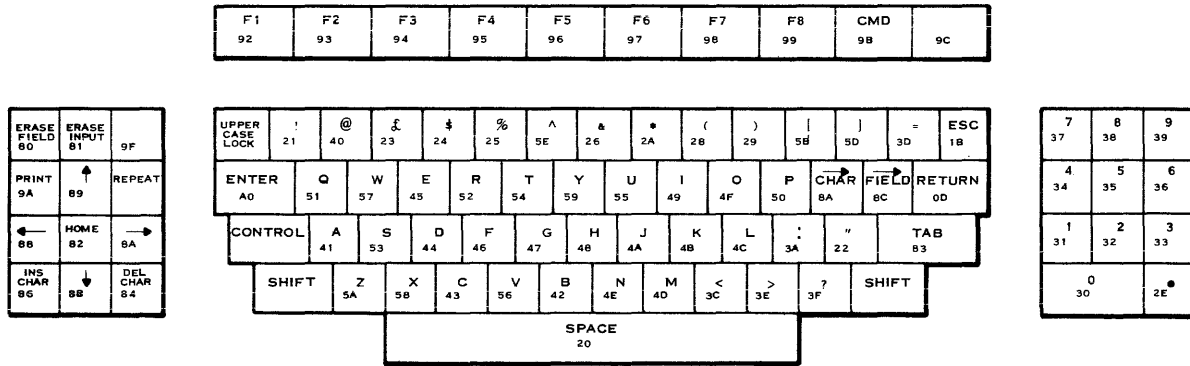 F1 F2 F3 F4 F5 F6 F7 F8 CMD
92 93 94 95 96 97 98 99 9B 9C
ERASE FIELD 80 ERASE INPUT 81 9F
PRINT 9A ↑ 89 REPEAT
← 88 HOME 82 → 8A
INS CHAR 86 ↓ 8B DEL CHAR 84
UPPER CASE LOCK ! @ £ $ % ^ & * ( ) [ ] = ESC
21 40 23 24 25 5E 26 2A 28 29 5B 5D 3D 1B
ENTER Q W E R T Y U I O P → CHAR → FIELD RETURN
A0 51 57 45 52 54 59 55 49 4F 50 8A 8C 0D
CONTROL A S D F G H J K L : " TAB
41 53 44 46 47 48 4A 4B 4C 3A 22 83
SHIFT Z X C V B N M < > ? SHIFT
5A 58 43 56 42 4E 4D 3C 3E 3F
SPACE
20
7 8 9
37 38 39
4 5 6
34 35 36
1 2 3
31 32 33
0 •
30 2E